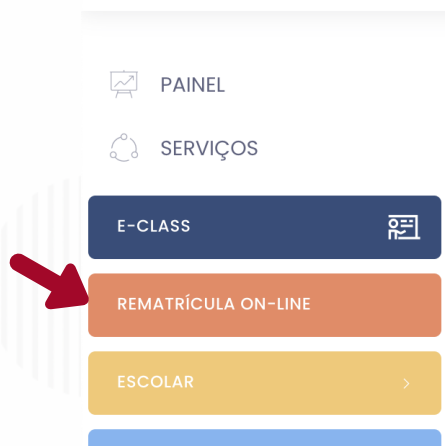 PAINEL
SERVIÇOS
E-CLASS
REMATRÍCULA ON-LINE
ESCOLAR